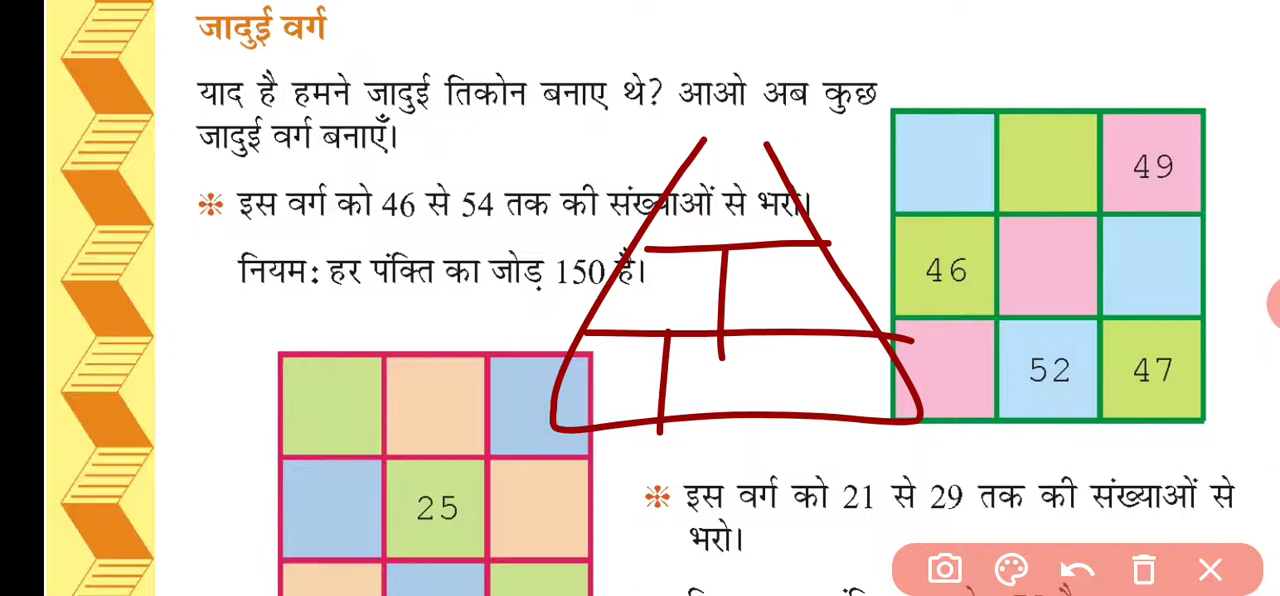 जादुई वर्ग
याद है हमने जादुई तिकोन बनाए थे? आओ अब कुछ
जादुई वर्ग बनाएँ।
इस वर्ग को 46 से 54 तक की संख्याओं से भरो।
नियम: हर पंक्ति का जोड़ 150 है।
49
46
52 47
25
इस वर्ग को 21 से 29 तक की संख्याओं से
भरो।